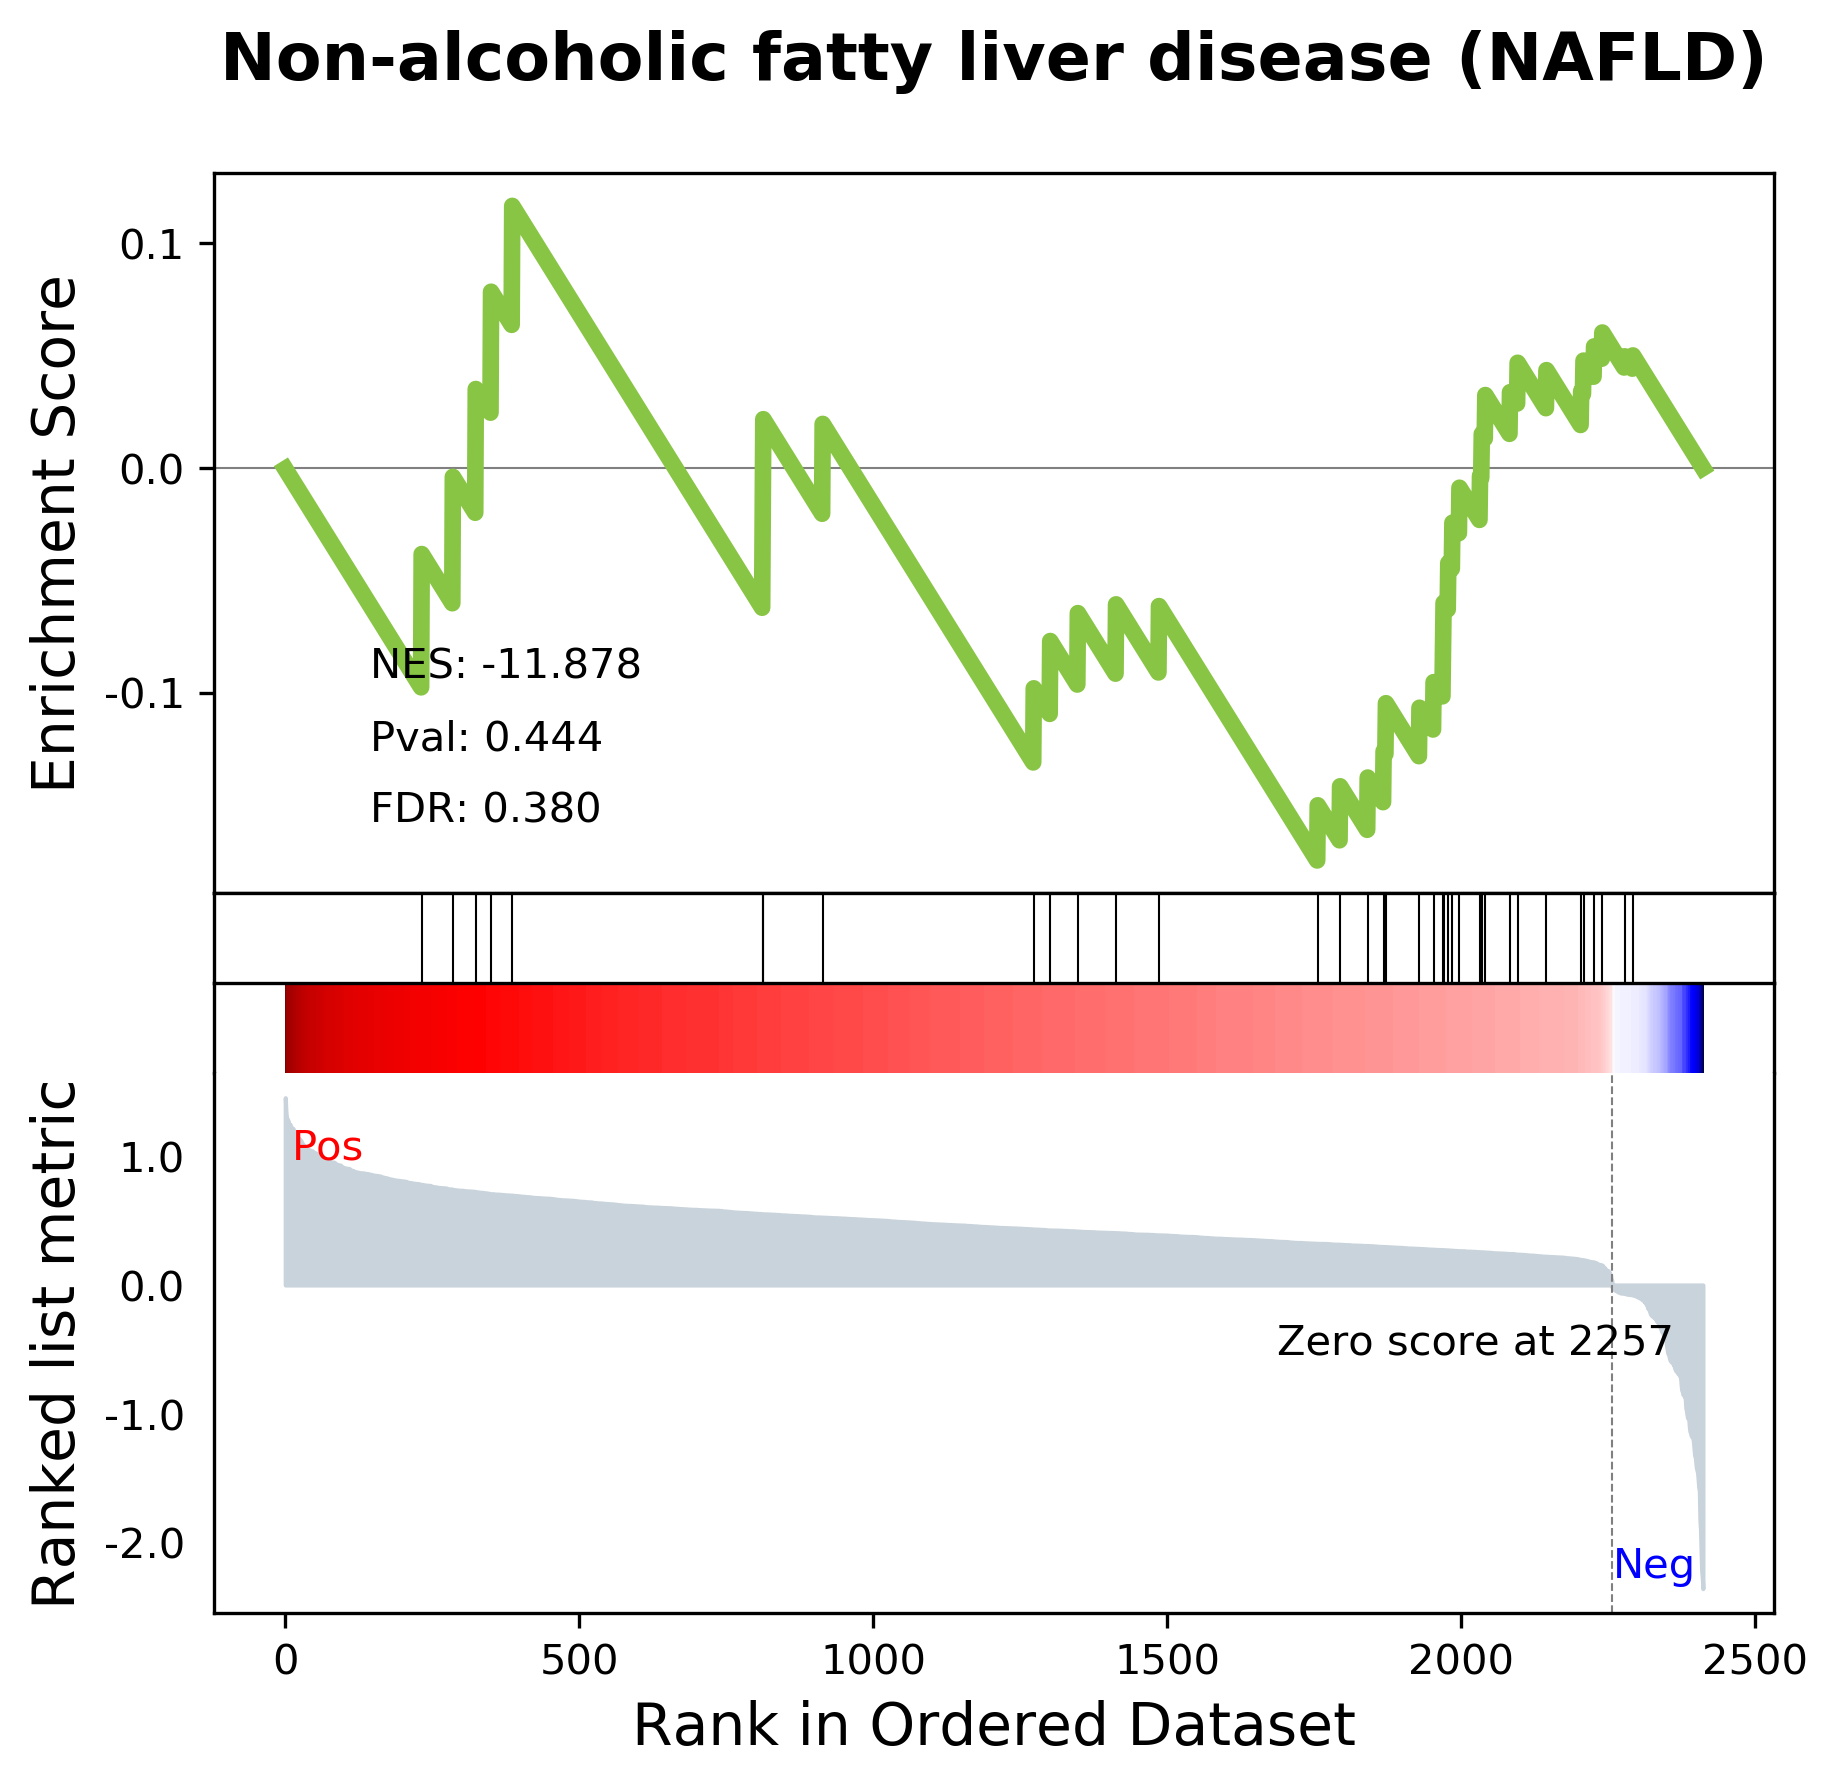 Non-alcoholic fatty liver disease (NAFLD)
Enrichment Score
0.1
0.0
-0.1
NES: -11.878
Pval: 0.444
FDR: 0.380
Ranked list metric
1.0
0.0
-1.0
-2.0
Pos
Zero score at 2257
Neg
0 500 1000 1500 2000 2500
Rank in Ordered Dataset